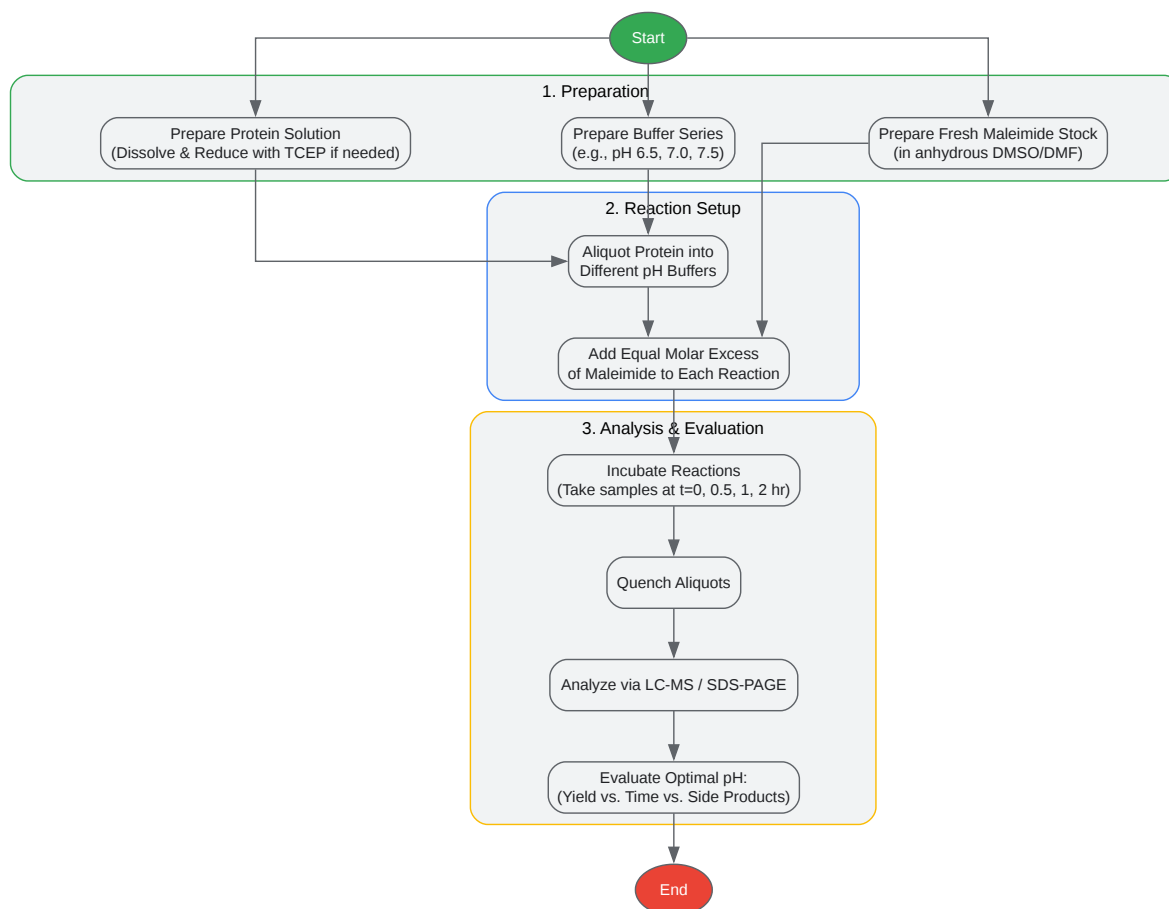 Start
1. Preparation
Prepare Protein Solution
(Dissolve & Reduce with TCEP if needed)
Prepare Buffer Series
(e.g., pH 6.5, 7.0, 7.5)
Prepare Fresh Maleimide Stock
(in anhydrous DMSO/DMF)
2. Reaction Setup
Aliquot Protein into
Different pH Buffers
Add Equal Molar Excess
of Maleimide to Each Reaction
3. Analysis & Evaluation
Incubate Reactions
(Take samples at t=0, 0.5, 1, 2 hr)
Quench Aliquots
Analyze via LC-MS / SDS-PAGE
Evaluate Optimal pH:
(Yield vs. Time vs. Side Products)
End